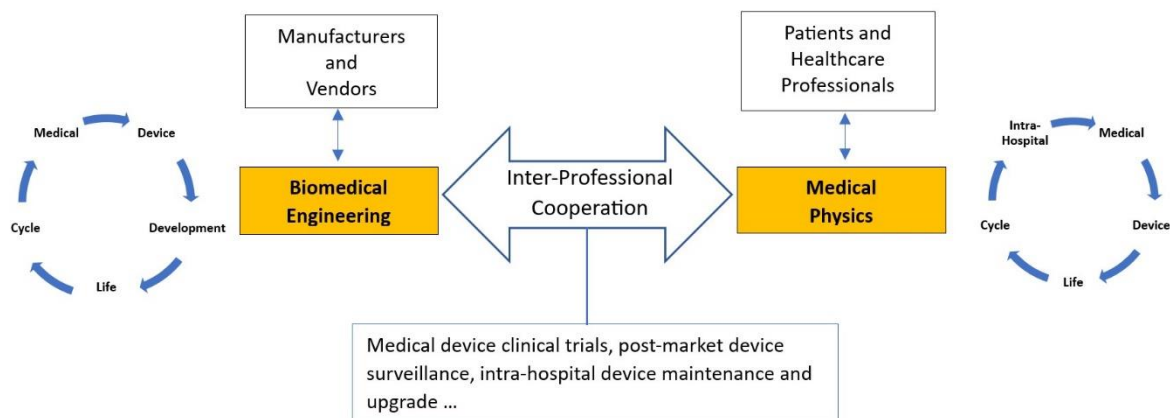 Manufacturers
and
Vendors
Patients and
Healthcare
Professionals
Medical
Device
Development
Life
Cycle
Biomedical
Engineering
Inter-Professional
Cooperation
Medical
Physics
Intra-
Hospital
Medical
Device
Life
Cycle
Medical device clinical trials, post-market device
surveillance, intra-hospital device maintenance and
upgrade ...